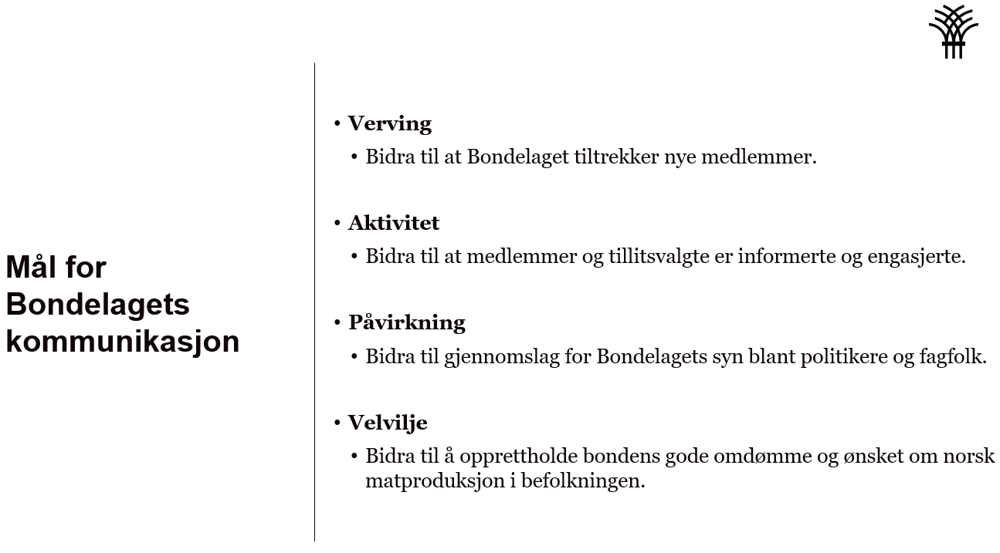 Mål for
Bondelagets
kommunikasjon
• Verving
• Bidra til at Bondelaget tiltrekker nye medlemmer.
• Aktivitet
• Bidra til at medlemmer og tillitsvalgte er informerte og engasjerte.
• Påvirkning
• Bidra til gjennomslag for Bondelagets syn blant politikere og fagfolk.
• Velvilje
• Bidra til å opprettholde bondens gode omdømme og ønsket om norsk
matproduksjon i befolkningen.